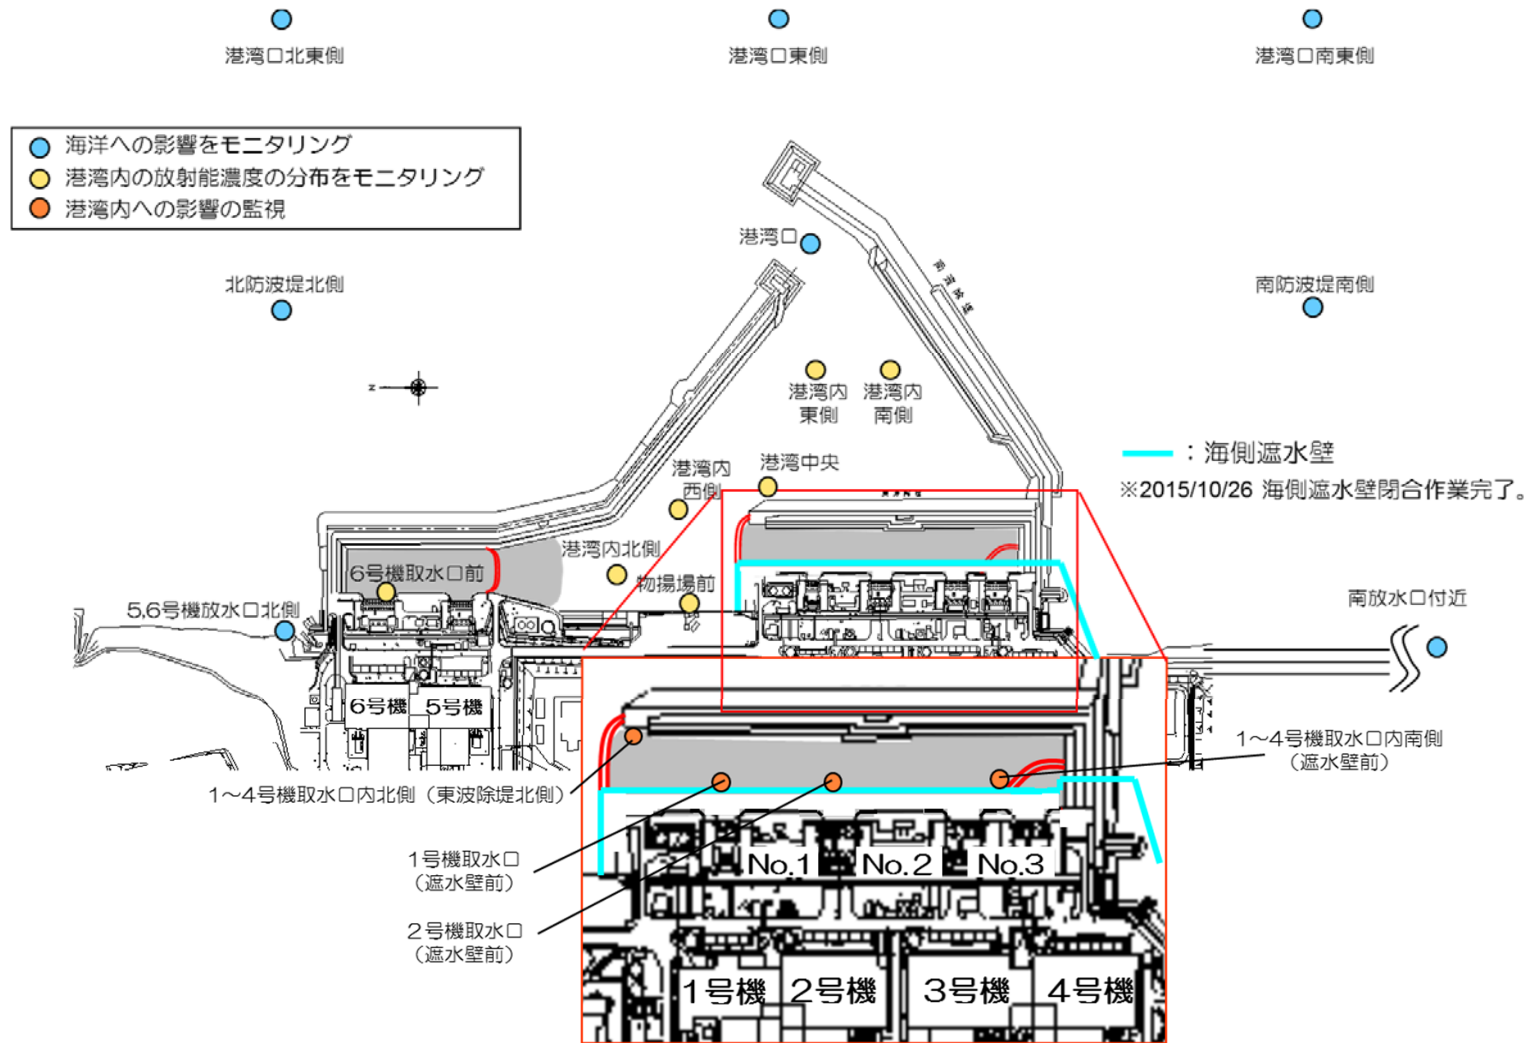 港湾口北東側
港湾口東側
港湾口南東側
海洋への影響をモニタリング
港湾内の放射能濃度の分布をモニタリング
港湾内への影響の監視
港湾口
北防波堤北側
南防波堤南側
南防波堤
N
港湾内
東側
港湾内
南側
:海側遮水壁
※2015/10/26 海側遮水壁閉合作業完了。
港湾内
西側
港湾中央
港湾内北側
6号機取水口前
物揚場前
5,6号機放水口北側
南放水口付近
6号機
5号機
1〜4号機取水口内南側
(遮水壁前)
1〜4号機取水口内北側(東波除堤北側)
1号機取水口
(遮水壁前)
2号機取水口
(遮水壁前)
No.1
No.2
No.3
1号機
2号機
3号機
4号機